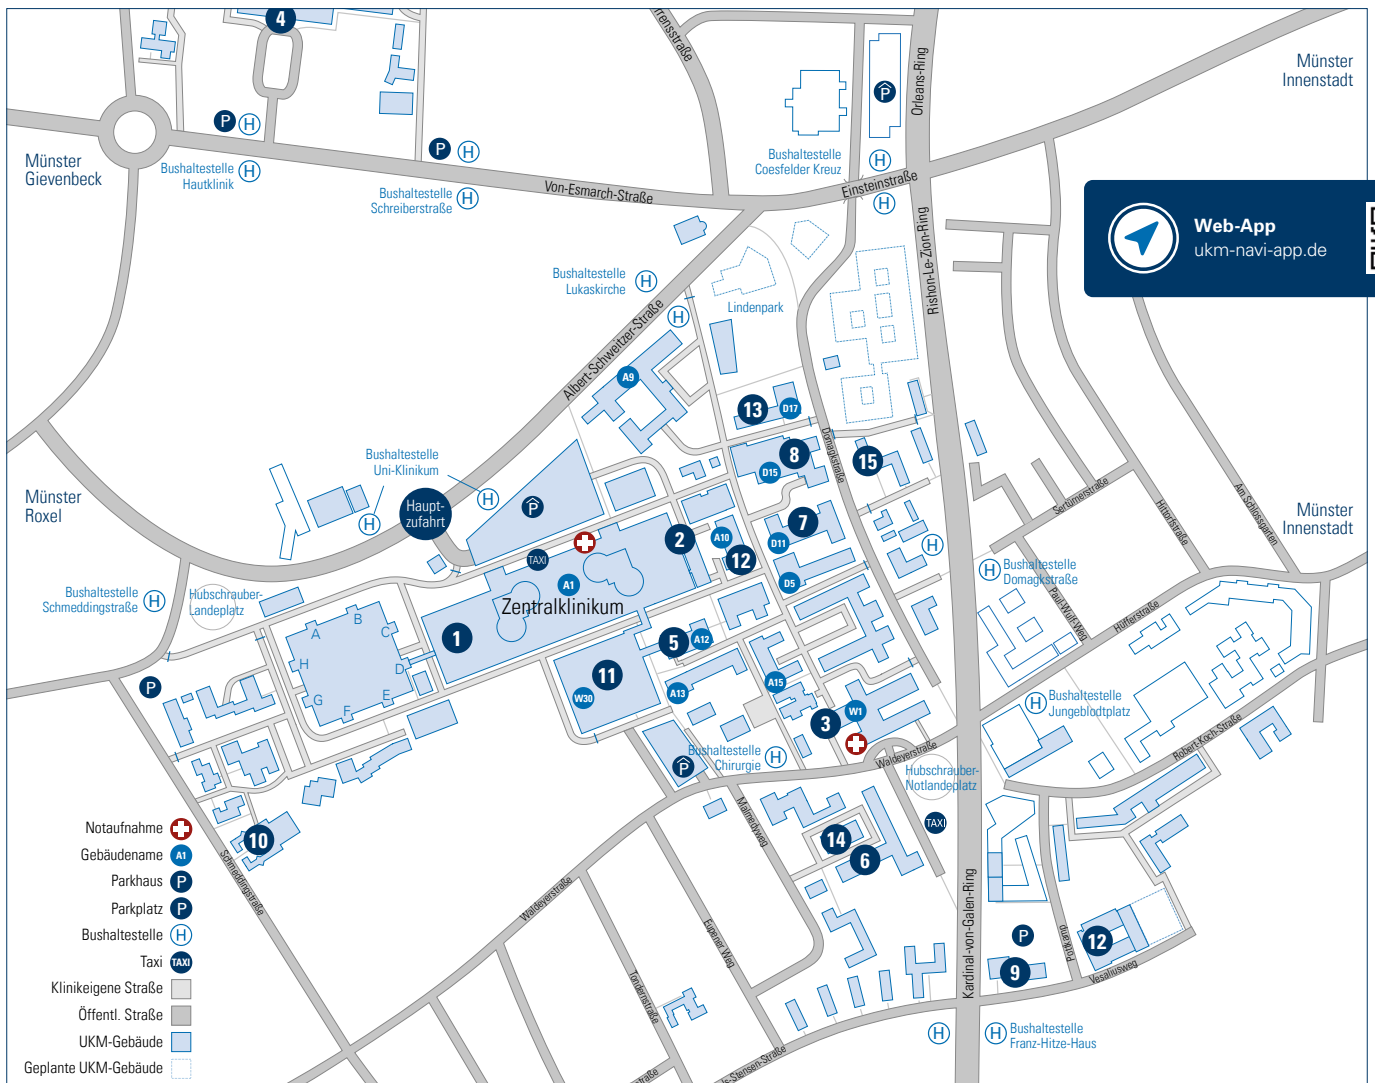 4
Münster
Innenstadt
Orleans-Ring
P
H
P
H
Münster
Gievenbeck
Bushaltestelle
Hautklinik
H
P
H
Bushaltestelle
Schreiberstraße
H
Von-Esmarch-Straße
Bushaltestelle
Coesfelder Kreuz
H
Einsteinstraße
H
Web-App
ukm-navi-app.de
Rishon-Le-Zion-Ring
Bushaltestelle
Lukaskirche
H
H
Lindenpark
Albert-Schweitzer-Straße
A9
13
D17
Domagkstraße
8
D15
15
Bushaltestelle
Uni-Klinikum
H
H
P
Haupt-
zufahrt
Münster
Roxel
Sertürnerstraße
Hittorfstraße
Am Schlossgarten
Münster
Innenstadt
2
A10
12
7
D11
D5
H
H
Bushaltestelle
Domagkstraße
Paul-Wulf-Weg
Hüfferstraße
TAXI
A1
Zentralklinikum
1
Bushaltestelle
Schmeddingstraße
H
Hubschrauber-
Landeplatz
A
B
C
D
E
F
G
H
P
5
A12
11
W30
A13
A15
3
W1
H
Bushaltestelle
Jungeblodtplatz
Robert-Koch-Straße
P
Bushaltestelle
Chirurgie
H
Waldeyerstraße
Hubschrauber-
Notlandeplatz
TAXI
Malmedyweg
14
6
10
Schmeddingstraße
Waldeyerstraße
Eupener Weg
Tondernstraße
Kardinal-von-Galen-Ring
P
9
Pottkamp
12
Vesaliusweg
H
H
Bushaltestelle
Franz-Hitze-Haus
s-Stensen-Straße
Notaufnahme
Gebäudename A1
Parkhaus P
Parkplatz P
Bushaltestelle H
Taxi TAXI
Klinikeigene Straße
Öffentl. Straße
UKM-Gebäude
Geplante UKM-Gebäude